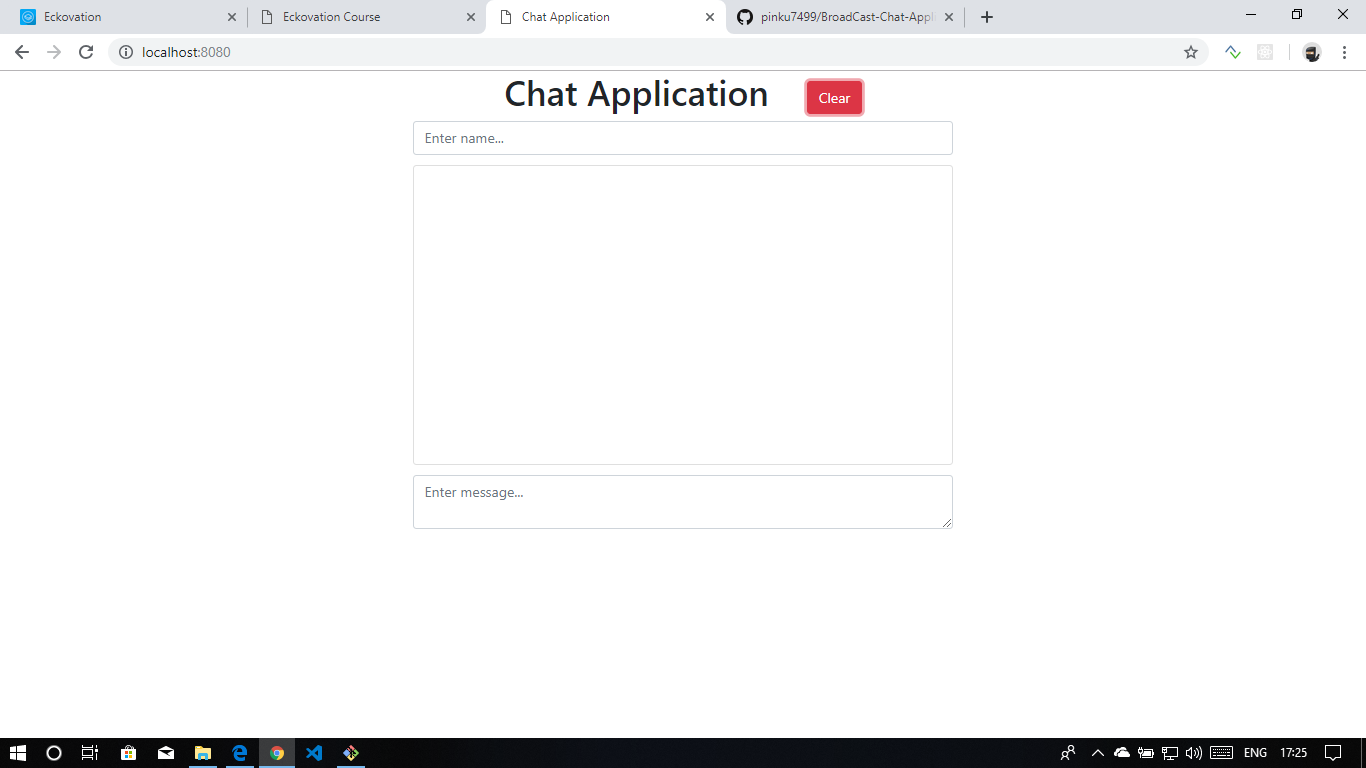 Eckovation
Eckovation Course
Chat Application
pinku7499/BroadCast-Chat-Appl
localhost:8080
Chat Application
Clear
Enter name...
Enter message...
ENG
17:25